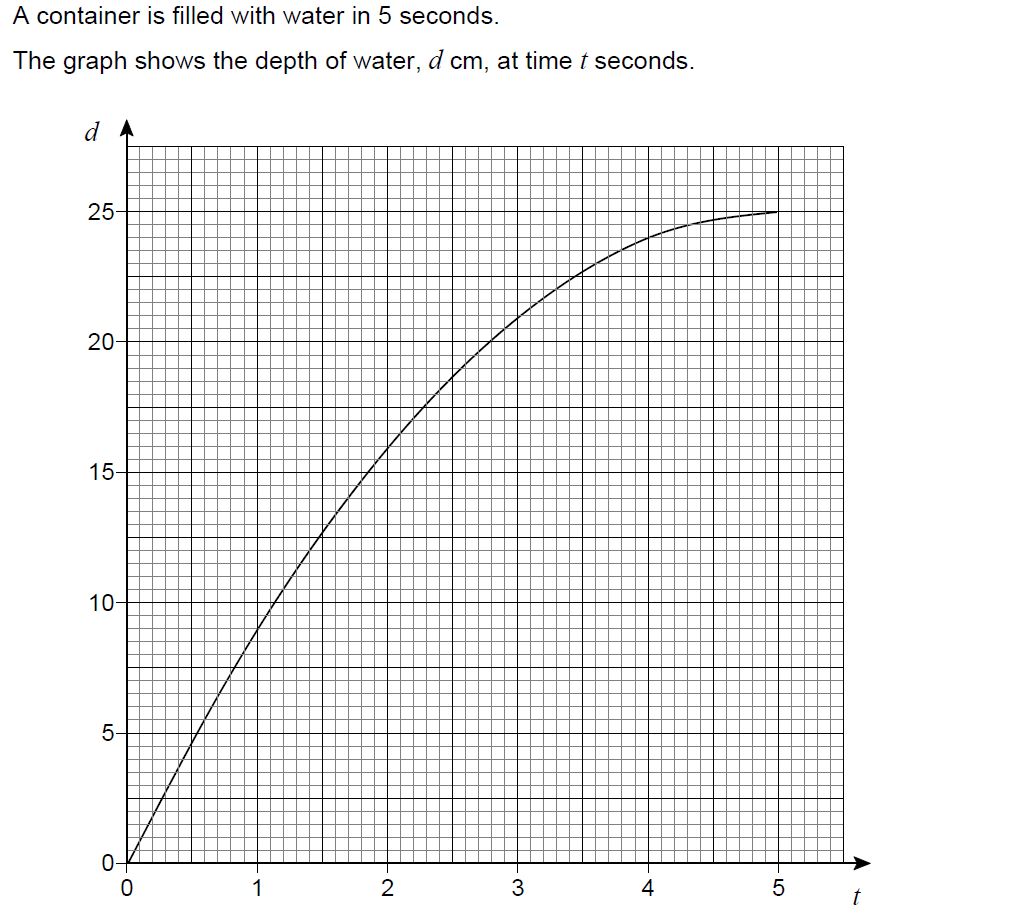 A container is filled with water in 5 seconds.
The graph shows the depth of water, d cm, at time t seconds.
d
25
20
15
10
5
0
0 1 2 3 4 5 t